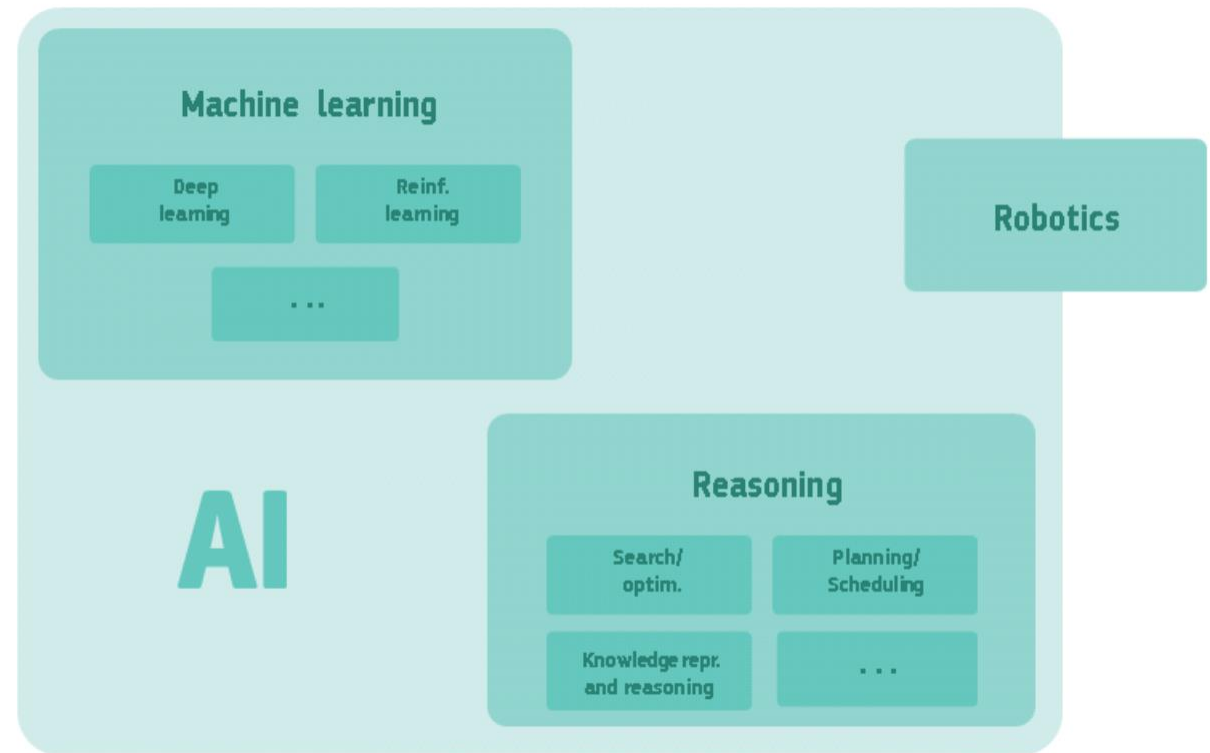 Machine learning
Deep
learning
Reinf.
learning
...
Robotics
AI
Reasoning
Search/
optim.
Planning/
Scheduling
Knowledge repr.
and reasoning
...